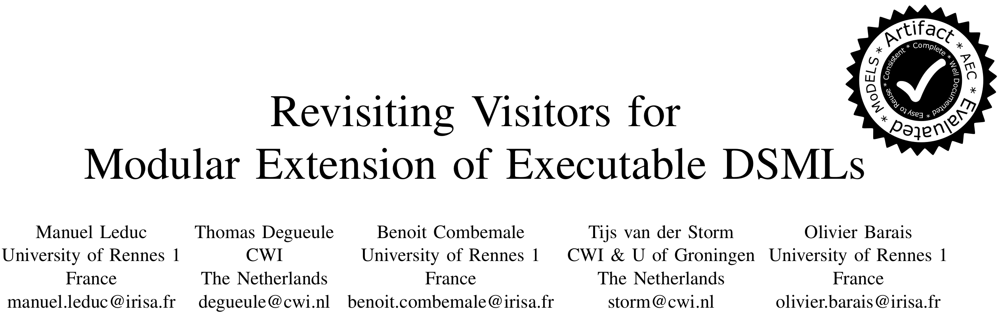 * MoDELS * Artifact * AEC * Evaluated
* Consistent * Complete * Well Documented * Easy to Reuse
Revisiting Visitors for
Modular Extension of Executable DSMLs
Manuel Leduc Thomas Degueule Benoit Combemale Tijs van der Storm Olivier Barais
University of Rennes 1 CWI University of Rennes 1 CWI & U of Groningen University of Rennes 1
France The Netherlands France The Netherlands France
manuel.leduc@irisa.fr degueule@cwi.nl benoit.combemale@irisa.fr storm@cwi.nl olivier.barais@irisa.fr